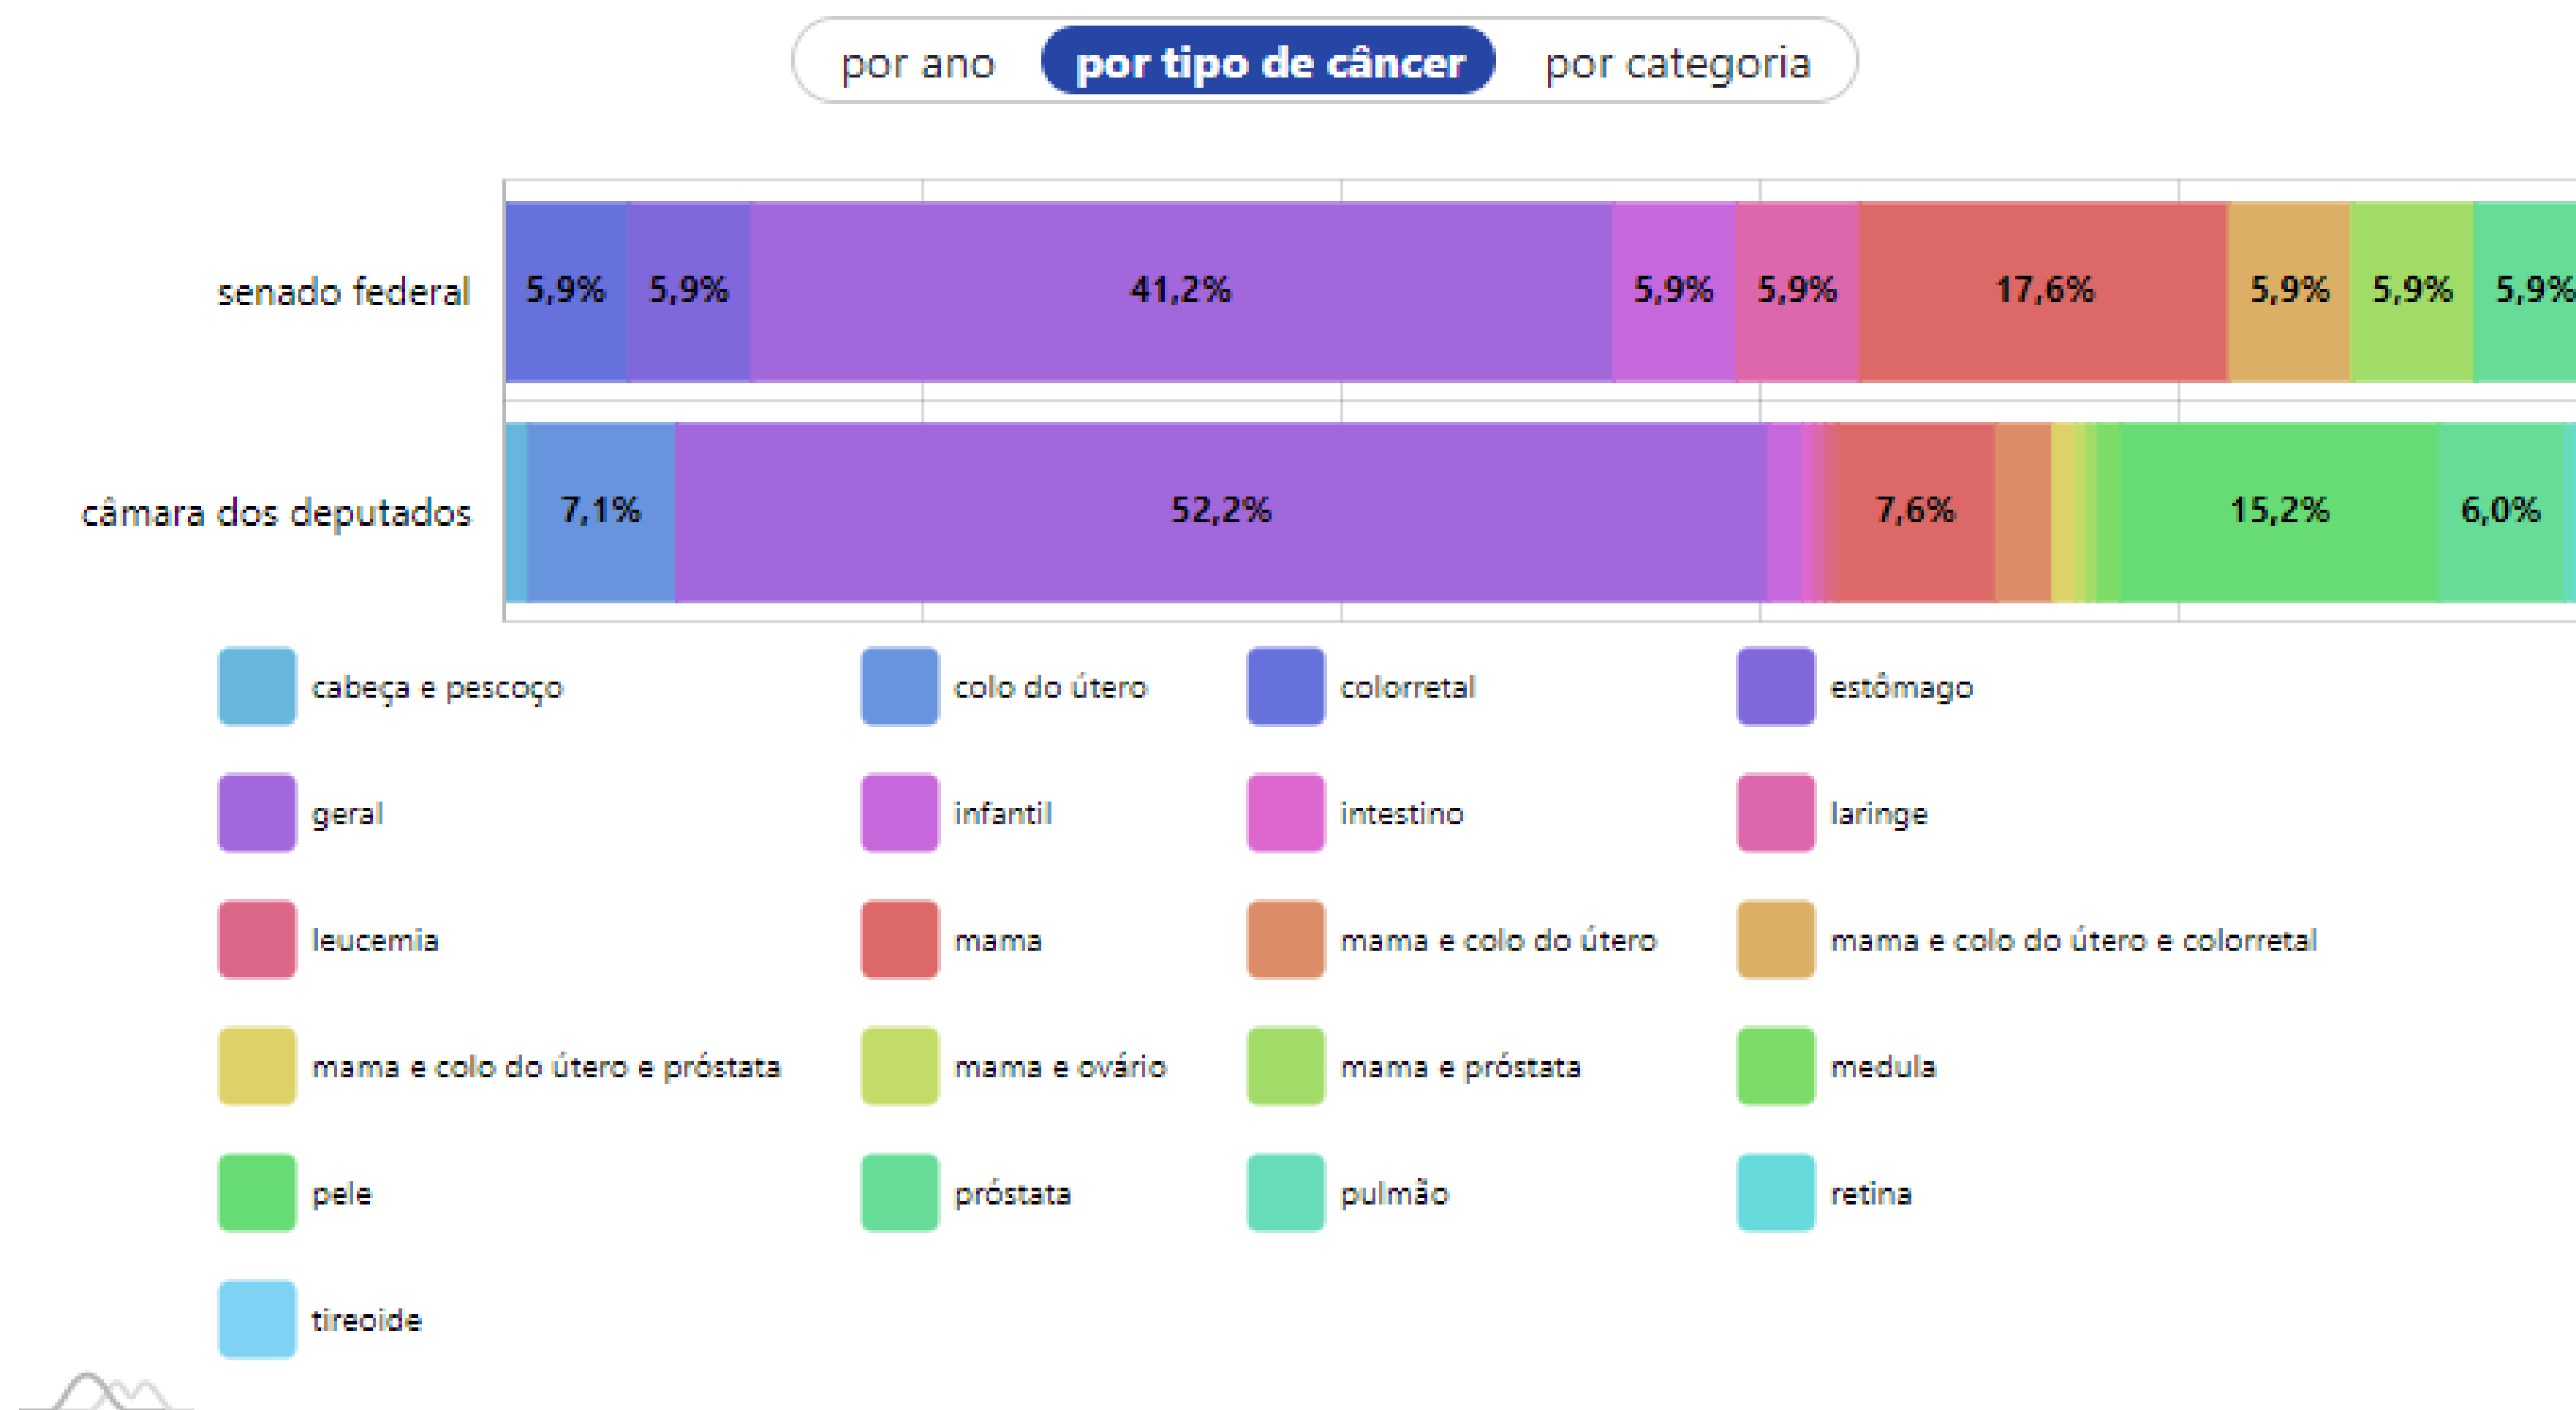 por ano por tipo de câncer por categoria
senado federal 5,9% 5,9% 41,2% 5,9% 5,9% 17,6% 5,9% 5,9% 5,9%
câmara dos deputados 7,1% 52,2% 7,6% 15,2% 6,0%
cabeça e pescoço colo do útero colorretal estômago
geral infantil intestino laringe
leucemia mama mama e colo do útero mama e colo do útero e colorretal
mama e colo do útero e próstata mama e ovário mama e próstata medula
pele próstata pulmão retina
tireoide